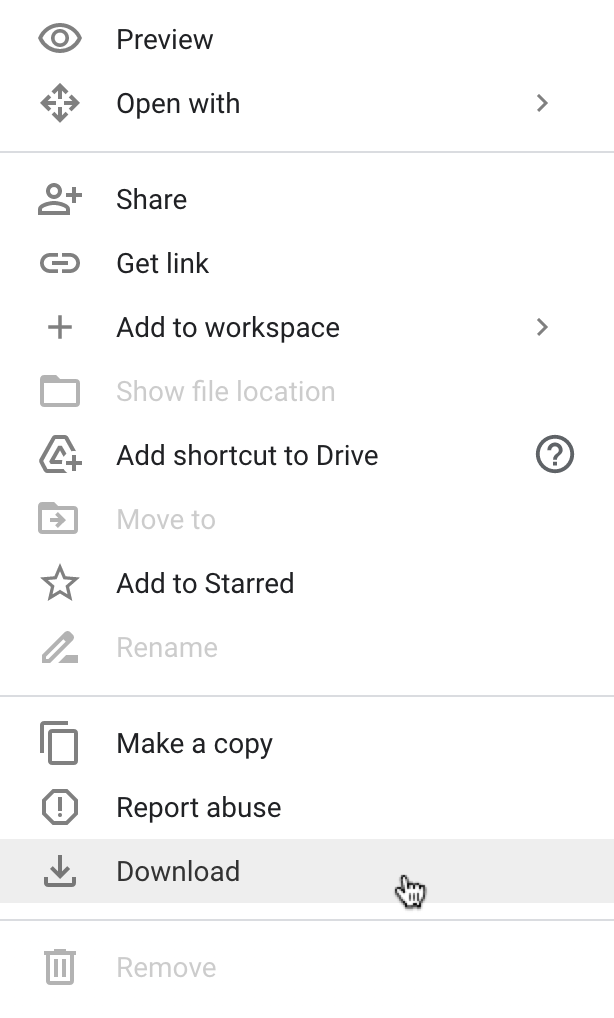 Preview
Open with
Share
Get link
Add to workspace
Show file location
Add shortcut to Drive
Move to
Add to Starred
Rename
Make a copy
Report abuse
Download
Remove